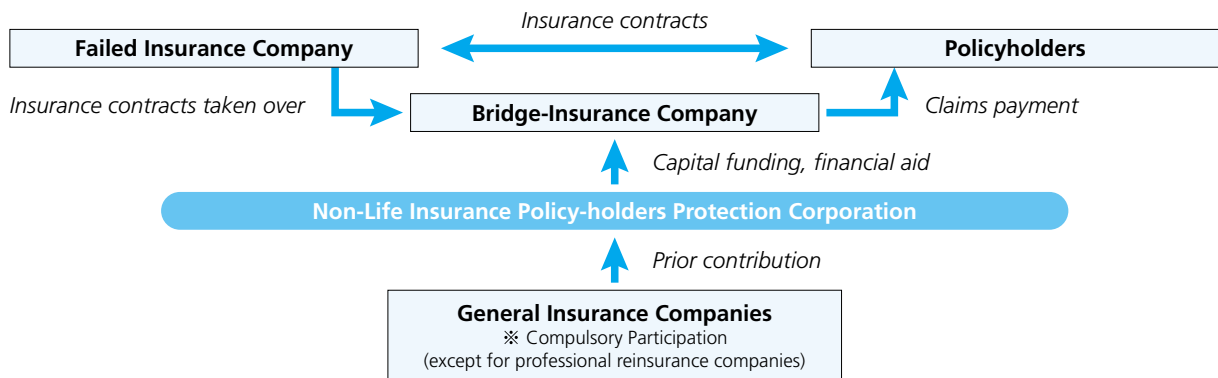 Insurance contracts
Failed Insurance Company
Policyholders
Insurance contracts taken over
Bridge-Insurance Company
Claims payment
Capital funding, financial aid
Non-Life Insurance Policy-holders Protection Corporation
Prior contribution
General Insurance Companies
※ Compulsory Participation
(except for professional reinsurance companies)